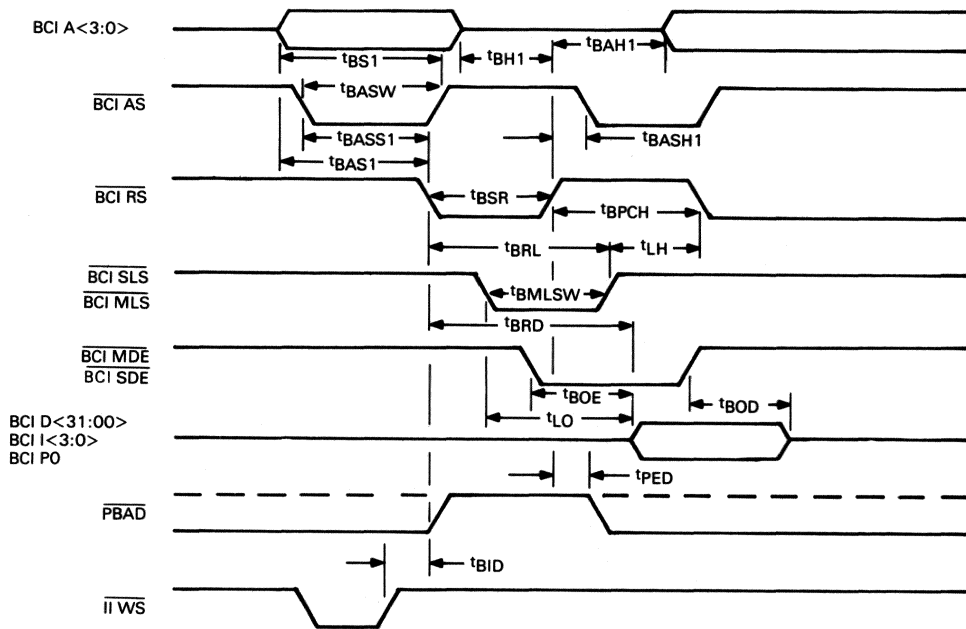 BCI A<3:0>
tBS1
tBH1
tBAH1
BCI AS
tBASW
tBASS1
tBASH1
tBAS1
BCI RS
tBSR
tBPCH
tBRL
tLH
BCI SLS
BCI MLS
tBMLSW
tBRD
BCI MDE
BCI SDE
tBOE
tBOD
tLO
BCI D<31:00>
BCI I<3:0>
BCI P0
tPED
PBAD
tBID
II WS